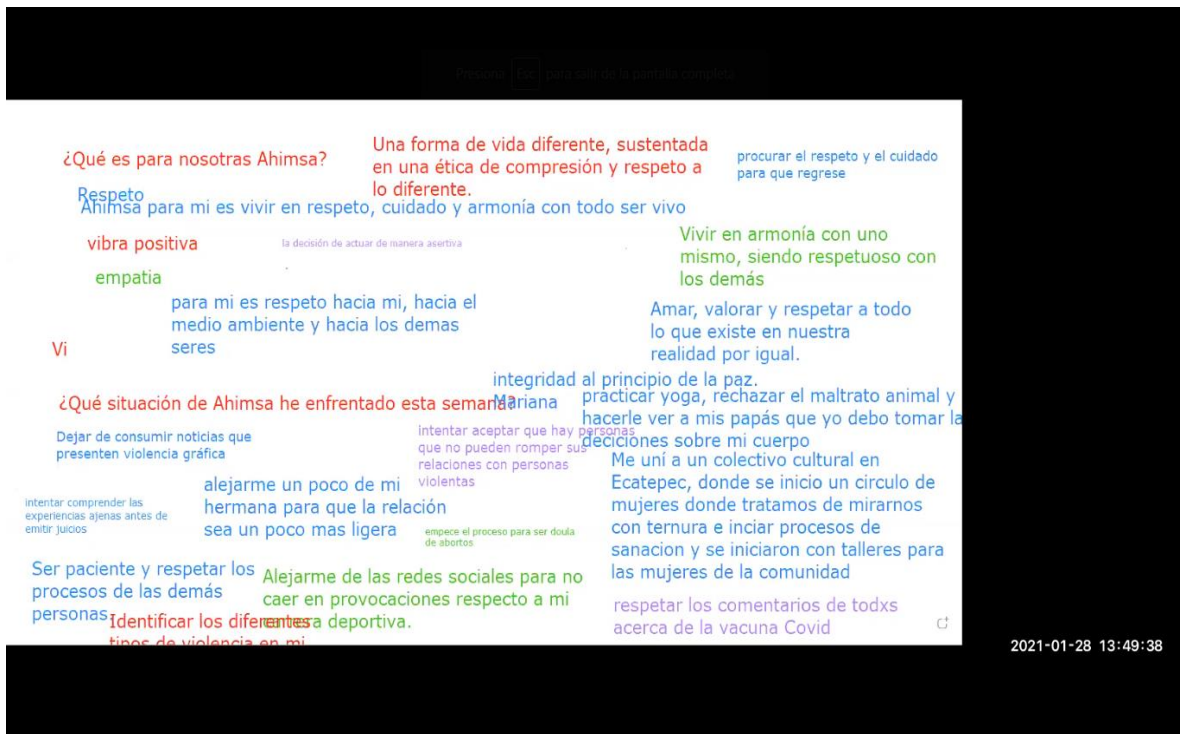 Presiona Esc para salir de la pantalla completa
¿Qué es para nosotras Ahimsa?
Una forma de vida diferente, sustentada
en una ética de compresión y respeto a
lo diferente.
procurar el respeto y el cuidado
para que regrese
Respeto
Ahimsa para mi es vivir en respeto, cuidado y armonía con todo ser vivo
vibra positiva
la decisión de actuar de manera asertiva
Vivir en armonía con uno
mismo, siendo respetuoso con
los demás
empatia
para mi es respeto hacia mi, hacia el
medio ambiente y hacia los demas
seres
Amar, valorar y respetar a todo
lo que existe en nuestra
realidad por igual.
Vi
integridad al principio de la paz.
Mariana
¿Qué situación de Ahimsa he enfrentado esta semana?
practicar yoga, rechazar el maltrato animal y
hacerle ver a mis papás que yo debo tomar la
deciciones sobre mi cuerpo
Dejar de consumir noticias que
presenten violencia gráfica
intentar aceptar que hay personas
que no pueden romper sus
relaciones con personas
violentas
Me uní a un colectivo cultural en
Ecatepec, donde se inicio un circulo de
mujeres donde tratamos de mirarnos
con ternura e inciar procesos de
sanacion y se iniciaron con talleres para
las mujeres de la comunidad
alejarme un poco de mi
hermana para que la relación
sea un poco mas ligera
intentar comprender las
experiencias ajenas antes de
emitir juicios
empece el proceso para ser doula
de abortos
Ser paciente y respetar los
procesos de las demás
personas.
Alejarme de las redes sociales para no
caer en provocaciones respecto a mi
carrera deportiva.
Identificar los diferentes
tipos de violencia en mi
respetar los comentarios de todxs
acerca de la vacuna Covid
2021-01-28 13:49:38